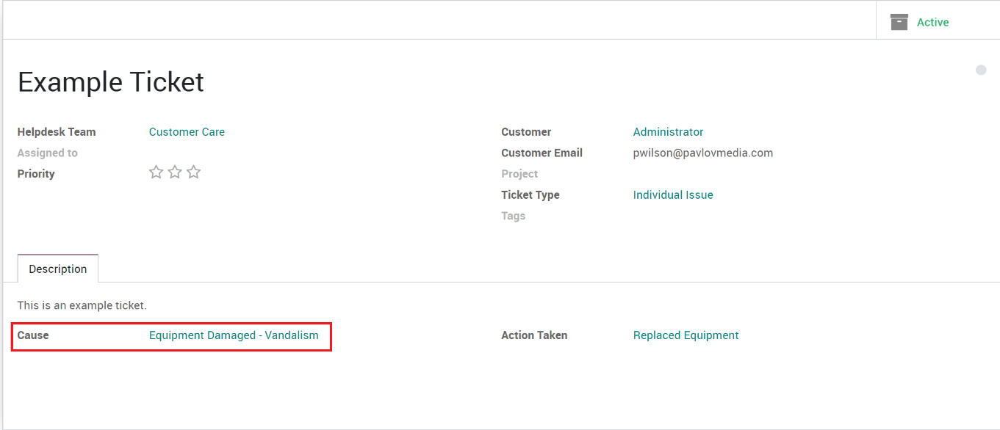 Active
Example Ticket
Helpdesk Team Customer Care
Assigned to
Priority
Customer Administrator
Customer Email pwilson@pavlovmedia.com
Project
Ticket Type Individual Issue
Tags
Description
This is an example ticket.
Cause Equipment Damaged - Vandalism
Action Taken Replaced Equipment